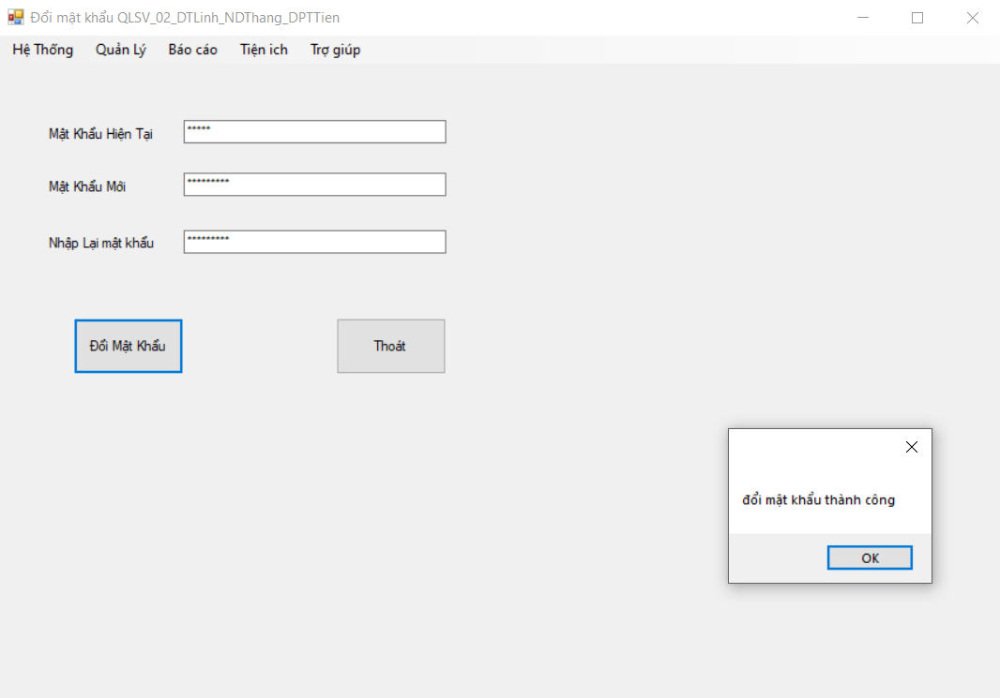 Đổi mật khẩu QLSV_02_DTLinh_NDThang_DPTTien
Hệ Thống Quản Lý Báo cáo Tiện ich Trợ giúp
Mật Khẩu Hiện Tại *****
Mật Khẩu Mới *********
Nhập Lại mật khẩu *********
Đổi Mật Khẩu Thoát
đổi mật khẩu thành công
OK